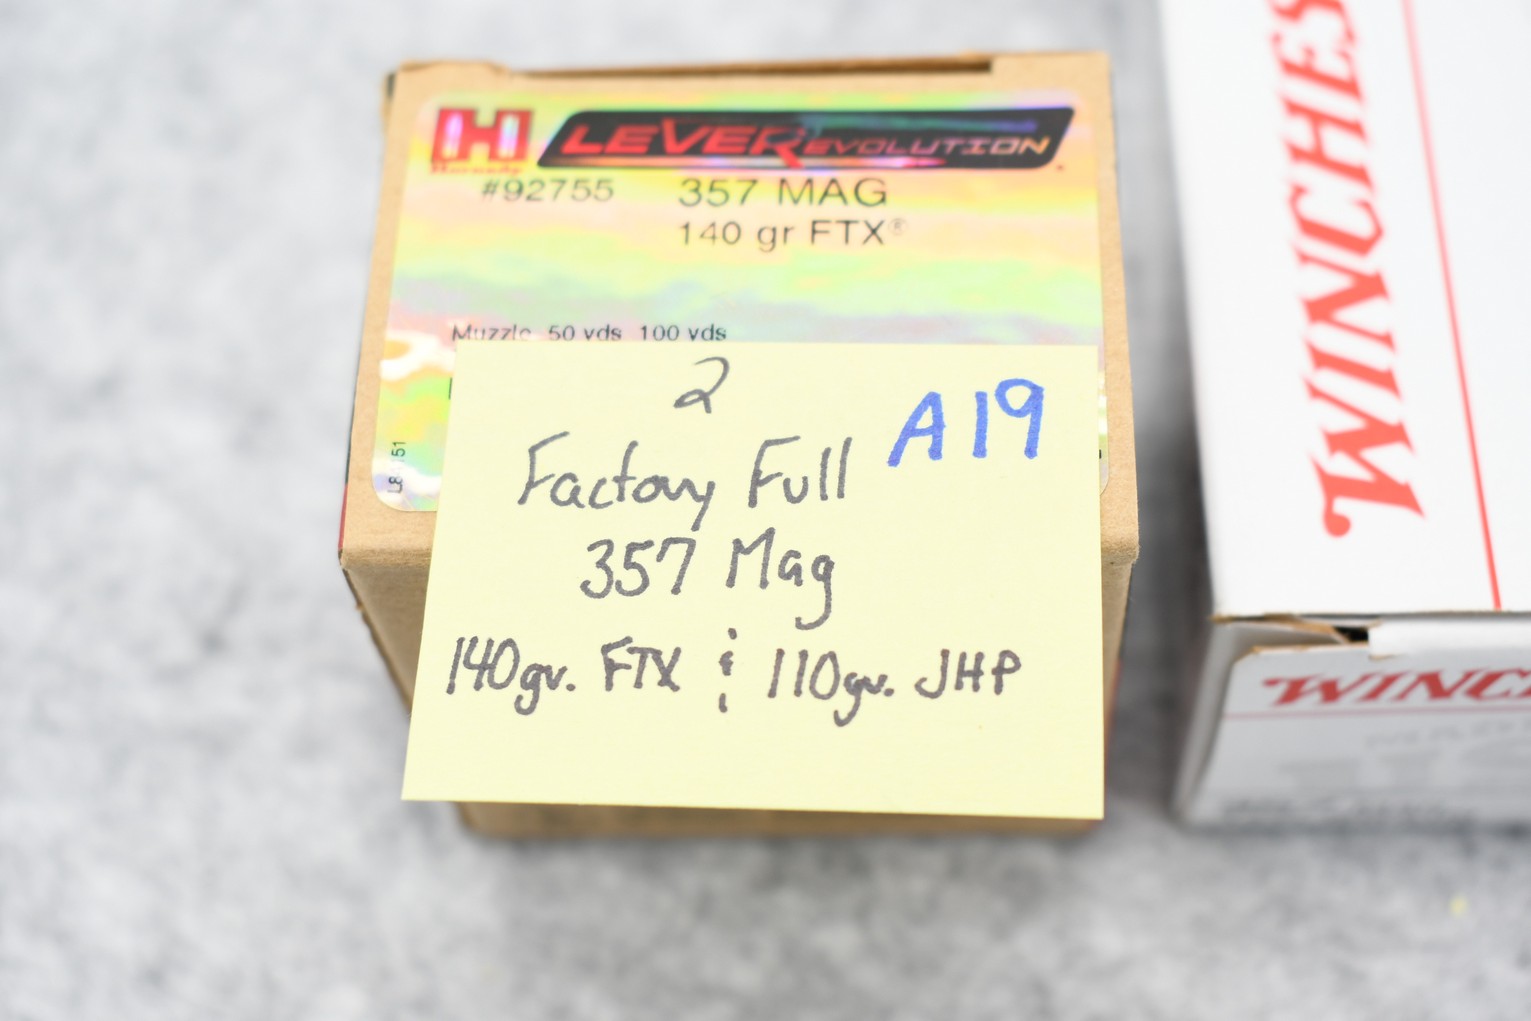 H LEVEREVOLUTION
Hornady
#92755 357 MAG
140 gr FTX®
Muzzle 50 yds 100 yds
2
A19
Factory Full
357 Mag
140gr. FTX & 110gr. JHP
WINCHES
WINC